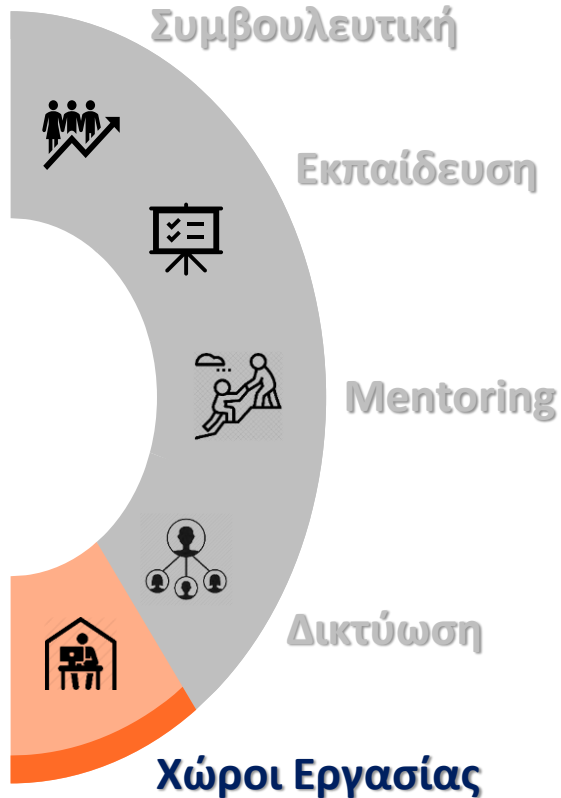 Συμβουλευτική
Εκπαίδευση
Mentoring
Δικτύωση
Χώροι Εργασίας